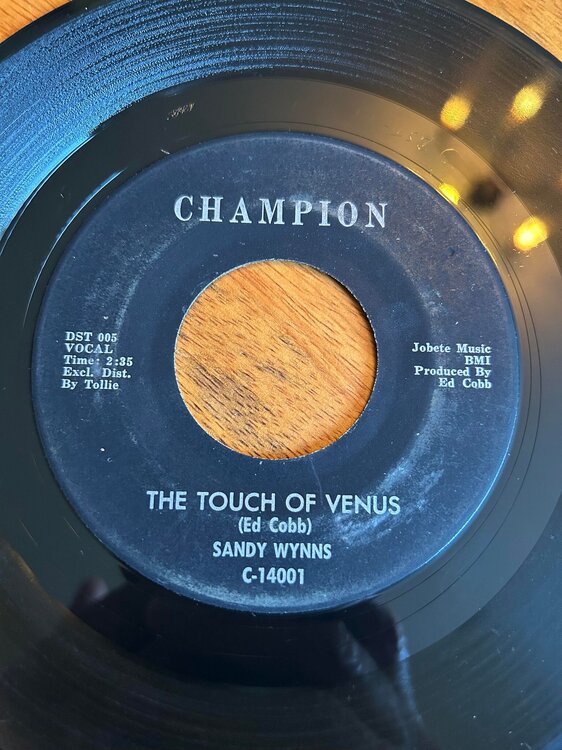 CHAMPION
DST 005
VOCAL
Time: 2:35
Excl. Dist.
By Tollie
Jobete Music
BMI
Produced By
Ed Cobb
THE TOUCH OF VENUS
(Ed Cobb)
SANDY WYNNS
C-14001